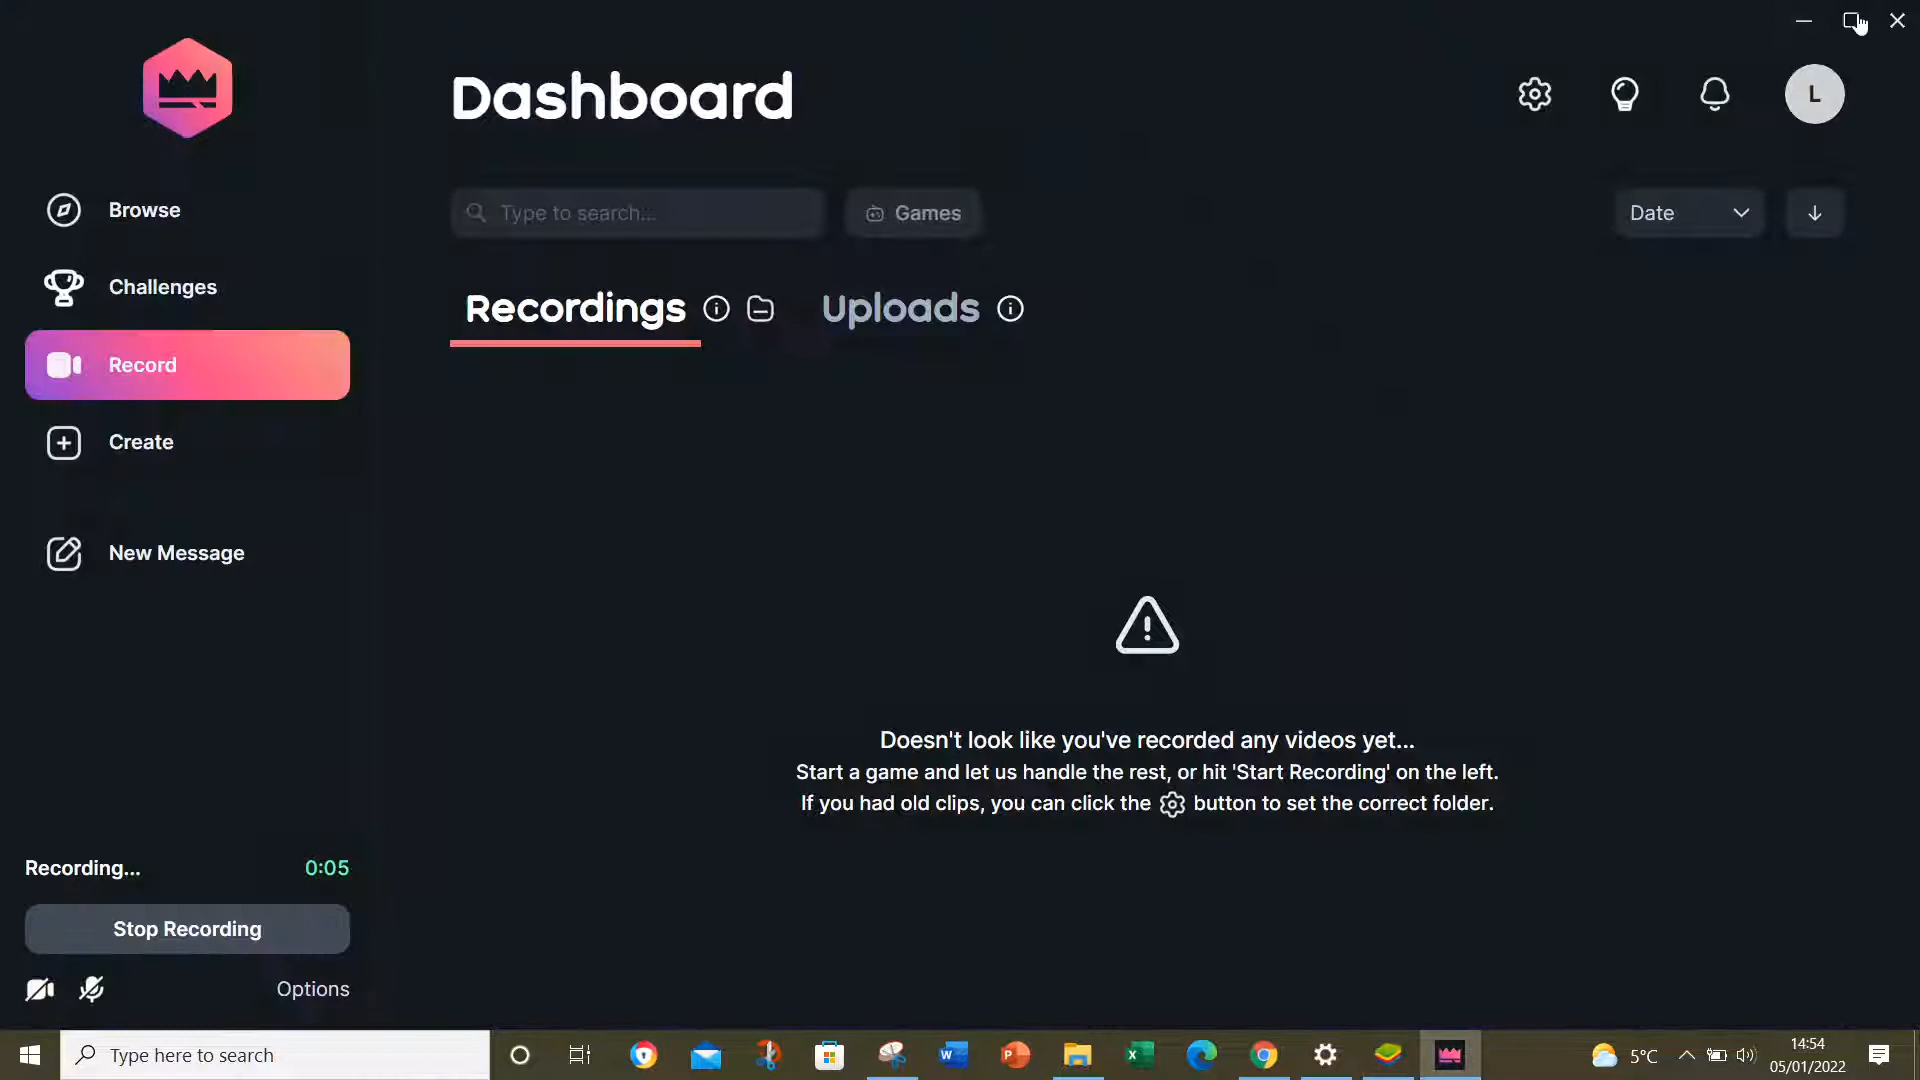 Dashboard
L
Browse
Type to search...
Games
Date
Challenges
Recordings
Uploads
Record
Create
New Message
Doesn't look like you've recorded any videos yet...
Start a game and let us handle the rest, or hit 'Start Recording' on the left.
If you had old clips, you can click the button to set the correct folder.
Recording...
0:05
Stop Recording
Options
Type here to search
5°C
14:54
05/01/2022